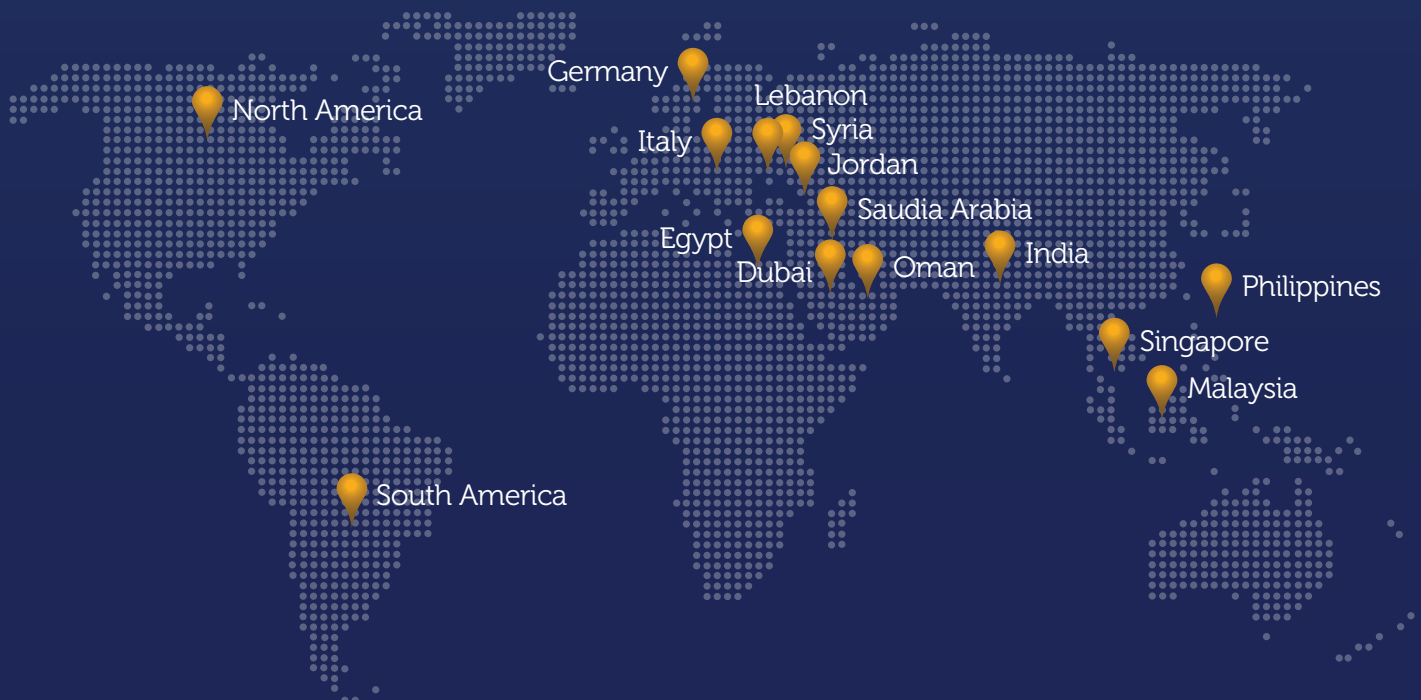 Germany
Lebanon
North America
Italy
Syria
Jordan
Saudia Arabia
Egypt
Dubai
Oman
India
Philippines
Singapore
Malaysia
South America